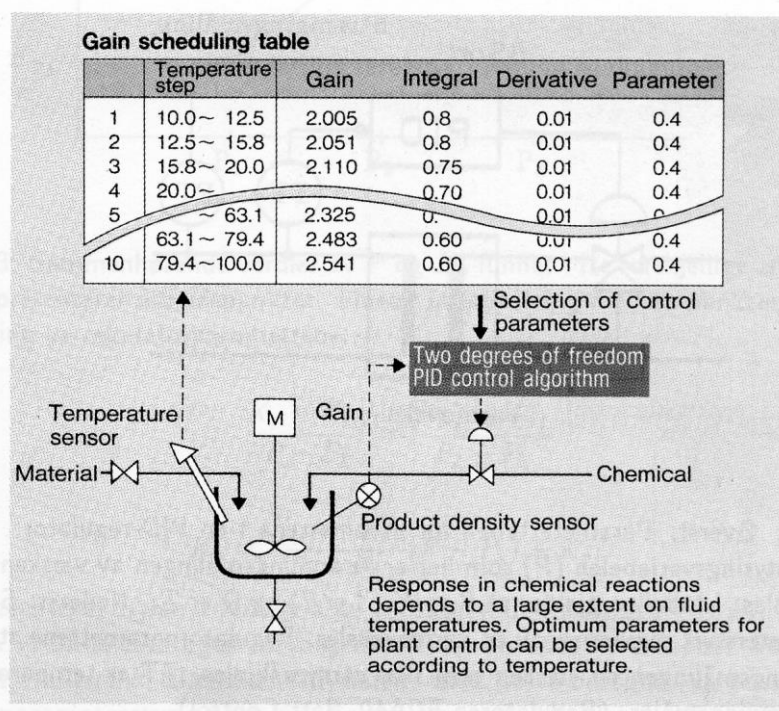 Gain scheduling table
Temperature step Gain Integral Derivative Parameter
1 10.0 ~ 12.5 2.005 0.8 0.01 0.4
2 12.5 ~ 15.8 2.051 0.8 0.01 0.4
3 15.8 ~ 20.0 2.110 0.75 0.01 0.4
4 20.0 ~ 0.70 0.01 0.4
5 ~ 63.1 2.325 0. 0.01
63.1 ~ 79.4 2.483 0.60 0.01 0.4
10 79.4 ~ 100.0 2.541 0.60 0.01 0.4
Selection of control
parameters
Two degrees of freedom
PID control algorithm
Temperature
sensor
M
Gain
Material
Chemical
Product density sensor
Response in chemical reactions
depends to a large extent on fluid
temperatures. Optimum parameters for
plant control can be selected
according to temperature.